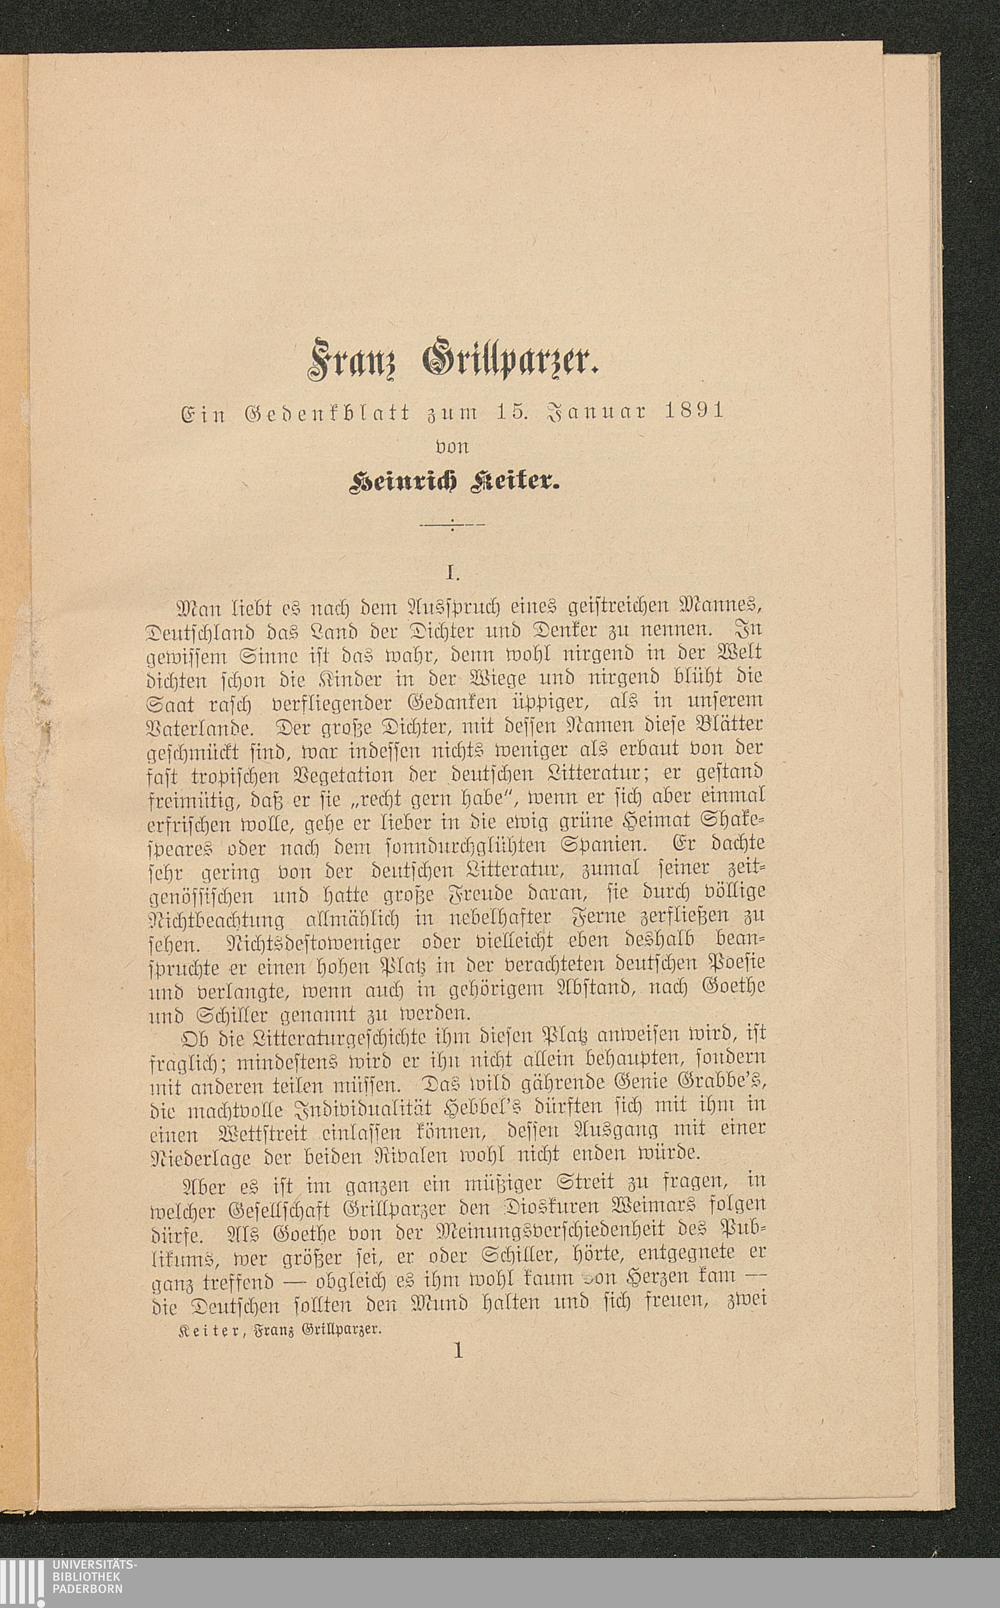 Franz Grillparzer.
Ein Gedenkblatt zum 15. Januar 1891
von
Heinrich Keiter.
I.
Man liebt es nach dem Ausspruch eines geistreichen Mannes,
Deutschland das Land der Dichter und Denker zu nennen. In
gewissem Sinne ist das wahr, denn wohl nirgend in der Welt
dichten schon die Kinder in der Wiege und nirgend blüht die
Saat rasch verfliegender Gedanken üppiger, als in unserem
Vaterlande. Der große Dichter, mit dessen Namen diese Blätter
geschmückt sind, war indessen nichts weniger als erbaut von der
fast tropischen Vegetation der deutschen Litteratur; er gestand
freimütig, daß er sie „recht gern habe“, wenn er sich aber einmal
erfrischen wolle, gehe er lieber in die ewig grüne Heimat Shake-
speares oder nach dem sonndurchglühten Spanien. Er dachte
sehr gering von der deutschen Litteratur, zumal seiner zeit-
genössischen und hatte große Freude daran, sie durch völlige
Nichtbeachtung allmählich in nebelhafter Ferne zerfließen zu
sehen. Nichtsdestoweniger oder vielleicht eben deshalb bean-
spruchte er einen hohen Platz in der verachteten deutschen Poesie
und verlangte, wenn auch in gehörigem Abstand, nach Goethe
und Schiller genannt zu werden.
Ob die Litteraturgeschichte ihm diesen Platz anweisen wird, ist
fraglich; mindestens wird er ihn nicht allein behaupten, sondern
mit anderen teilen müssen. Das wild gährende Genie Grabbe's,
die machtvolle Individualität Hebbel's dürften sich mit ihm in
einen Wettstreit einlassen können, dessen Ausgang mit einer
Niederlage der beiden Rivalen wohl nicht enden würde.
Aber es ist im ganzen ein müßiger Streit zu fragen, in
welcher Gesellschaft Grillparzer den Dioskuren Weimars folgen
dürfe. Als Goethe von der Meinungsverschiedenheit des Pub-
likums, wer größer sei, er oder Schiller, hörte, entgegnete er
ganz treffend — obgleich es ihm wohl kaum von Herzen kam —
die Deutschen sollten den Mund halten und sich freuen, zwei
Keiter, Franz Grillparzer.
1
UNIVERSITÄTS-
BIBLIOTHEK
PADERBORN